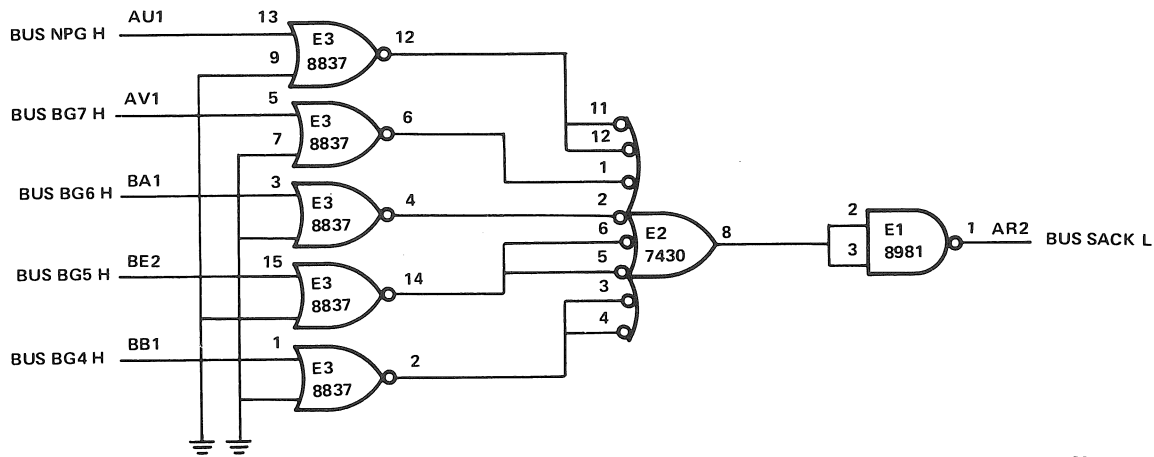 BUS NPG H AU1 13 E3 8837 12
9
BUS BG7 H AV1 5 E3 8837 6
7
BUS BG6 H BA1 3 E3 8837 4
BUS BG5 H BE2 15 E3 8837 14
BUS BG4 H BB1 1 E3 8837 2
11
12
1
2
6
5
3
4
E2
7430
8
2
3
E1
8981
1 AR2 BUS SACK L